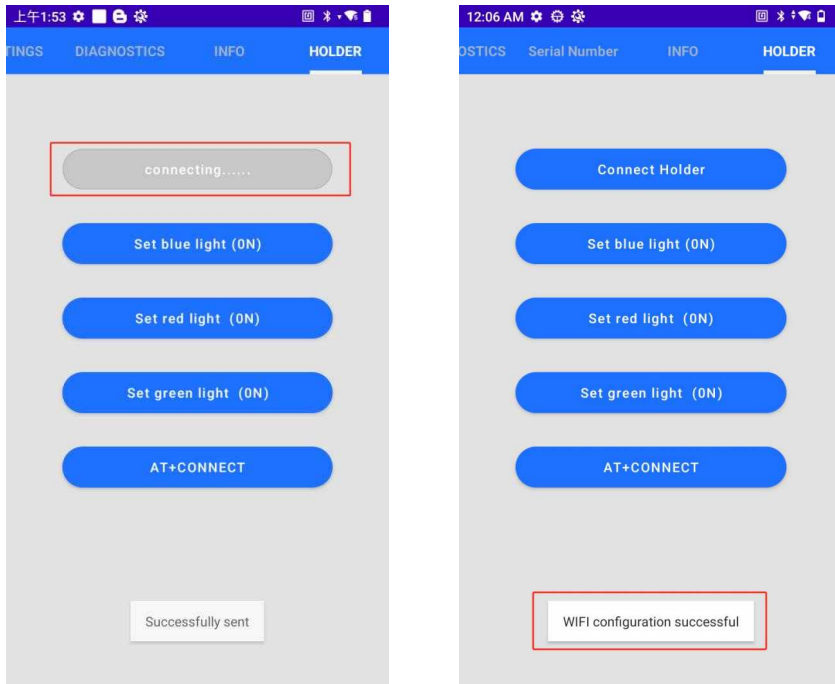 上午1:53
TINGS DIAGNOSTICS INFO HOLDER
connecting......
Set blue light (0N)
Set red light (0N)
Set green light (0N)
AT+CONNECT
Successfully sent
12:06 AM
OSTICS Serial Number INFO HOLDER
Connect Holder
Set blue light (0N)
Set red light (0N)
Set green light (0N)
AT+CONNECT
WIFI configuration successful